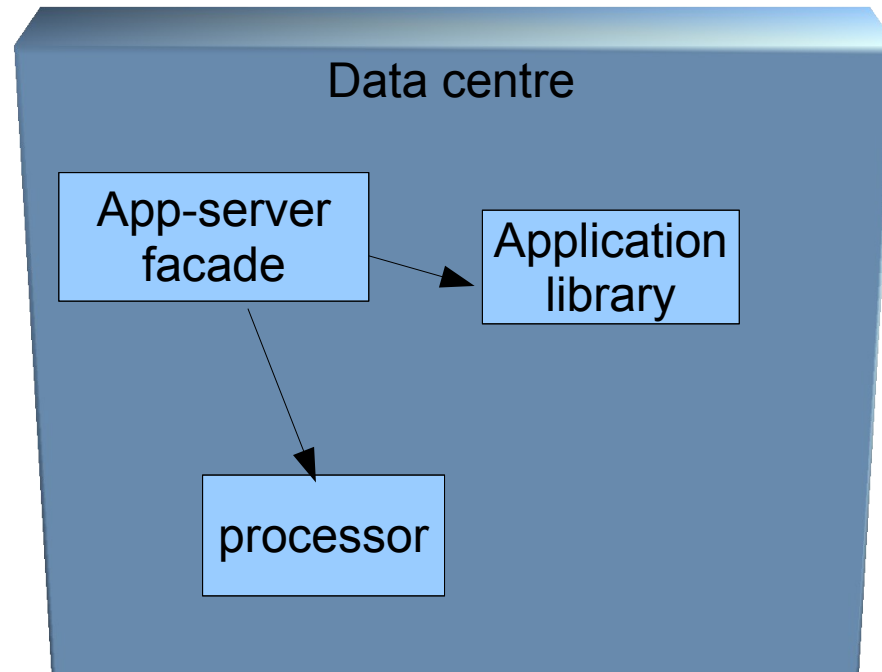 Data centre
App-server
facade
Application
library
processor